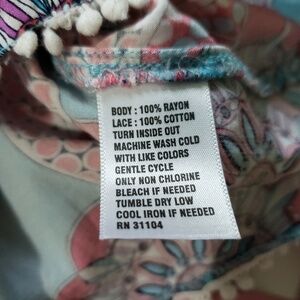 BODY : 100% RAYON
LACE : 100% COTTON
TURN INSIDE OUT
MACHINE WASH COLD
WITH LIKE COLORS
GENTLE CYCLE
ONLY NON CHLORINE
BLEACH IF NEEDED
TUMBLE DRY LOW
COOL IRON IF NEEDED
RN 31104